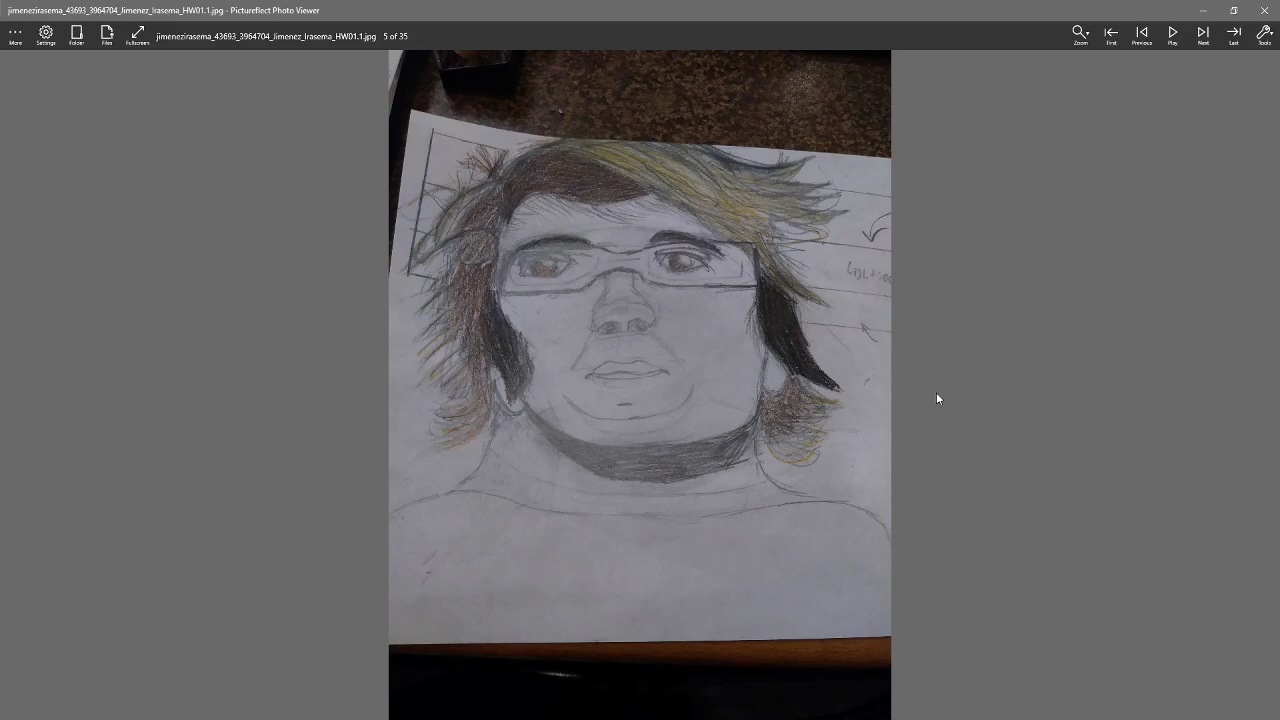 jimenezirasema_43693_3964704_Jimenez_Irasema_HW01.1.jpg - Pictureflect Photo Viewer
More
Settings
Folder
Files
Fullscreen
jimenezirasema_43693_3964704_Jimenez_Irasema_HW01.1.jpg 5 of 35
Zoom
First
Previous
Play
Next
Last
Tools